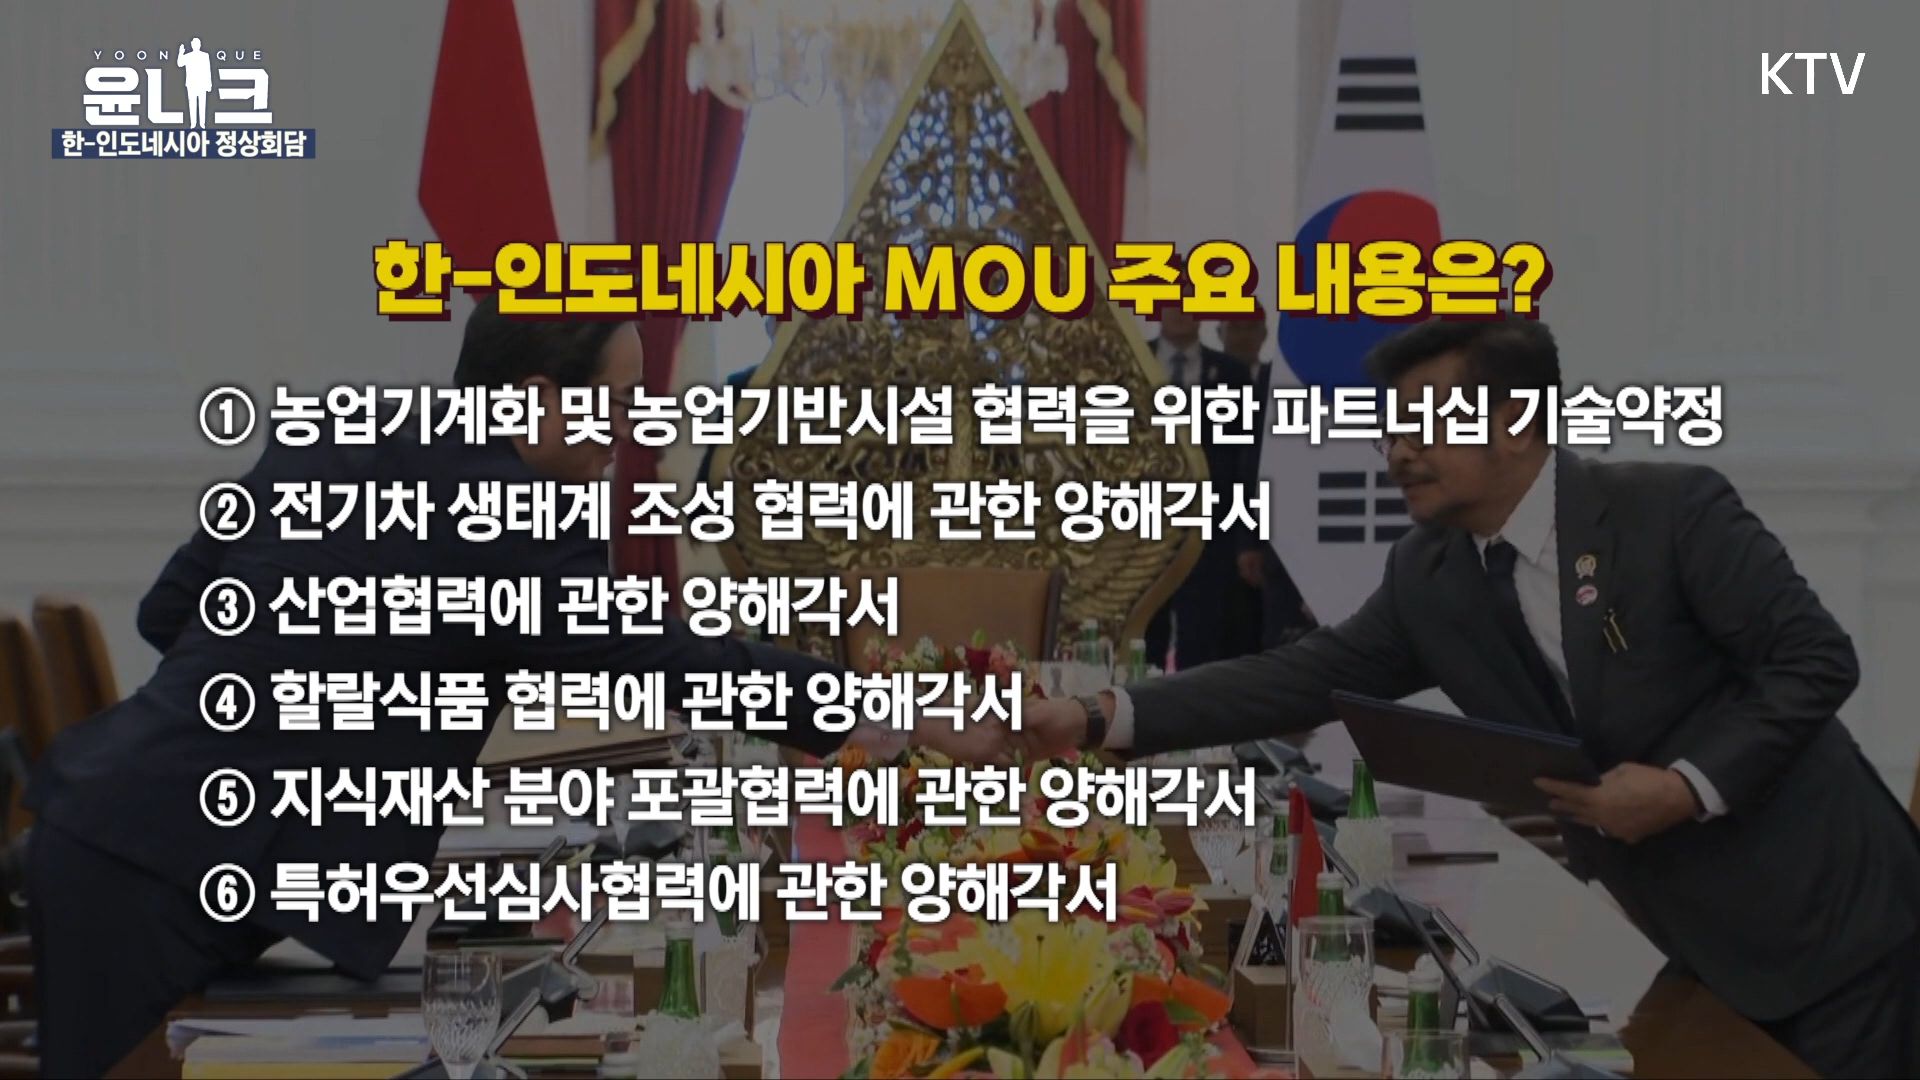 YOONIQUE
윤니크
한-인도네시아 정상회담
KTV
한-인도네시아 MOU 주요 내용은?
① 농업기계화 및 농업기반시설 협력을 위한 파트너십 기술약정
② 전기차 생태계 조성 협력에 관한 양해각서
③ 산업협력에 관한 양해각서
④ 할랄식품 협력에 관한 양해각서
⑤ 지식재산 분야 포괄협력에 관한 양해각서
⑥ 특허우선심사협력에 관한 양해각서